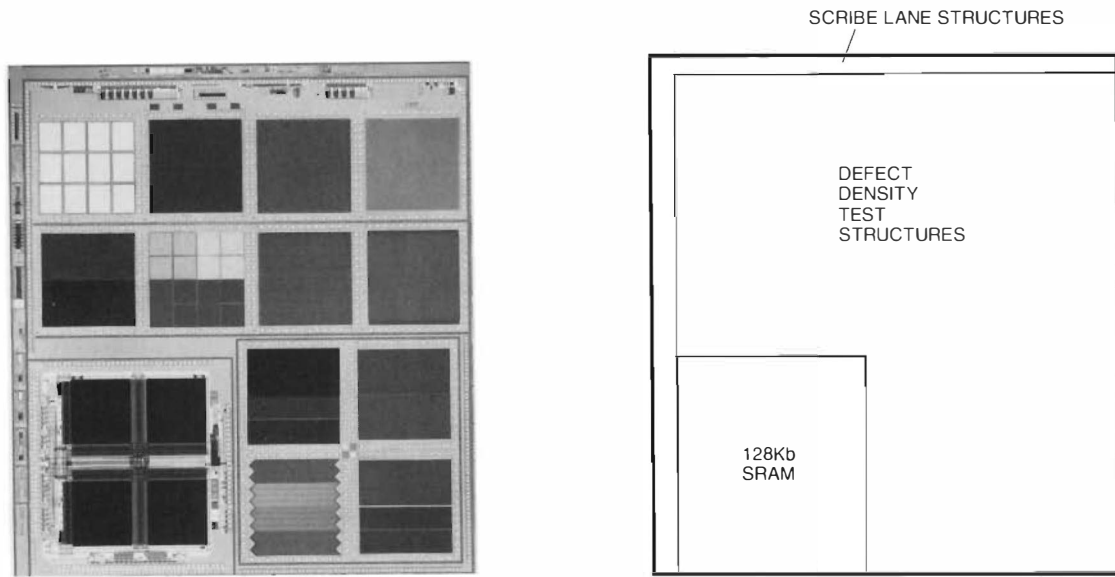 SCRIBE LANE STRUCTURES
DEFECT
DENSITY
TEST
STRUCTURES
128Kb
SRAM